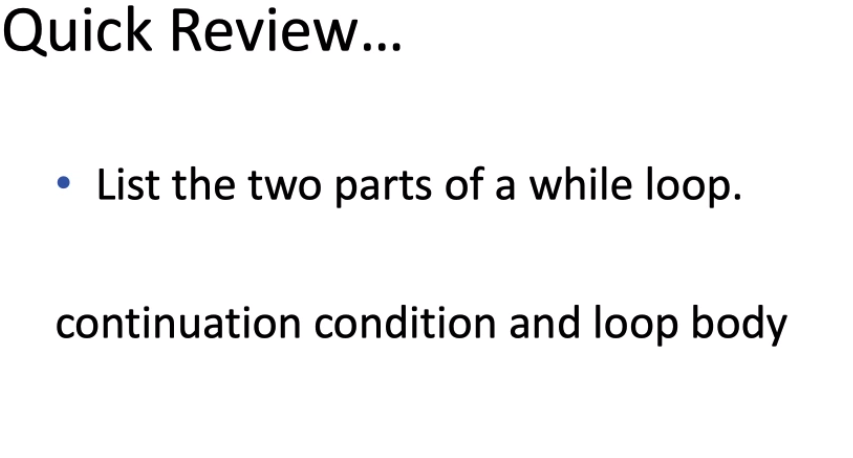 Quick Review...
• List the two parts of a while loop.
continuation condition and loop body